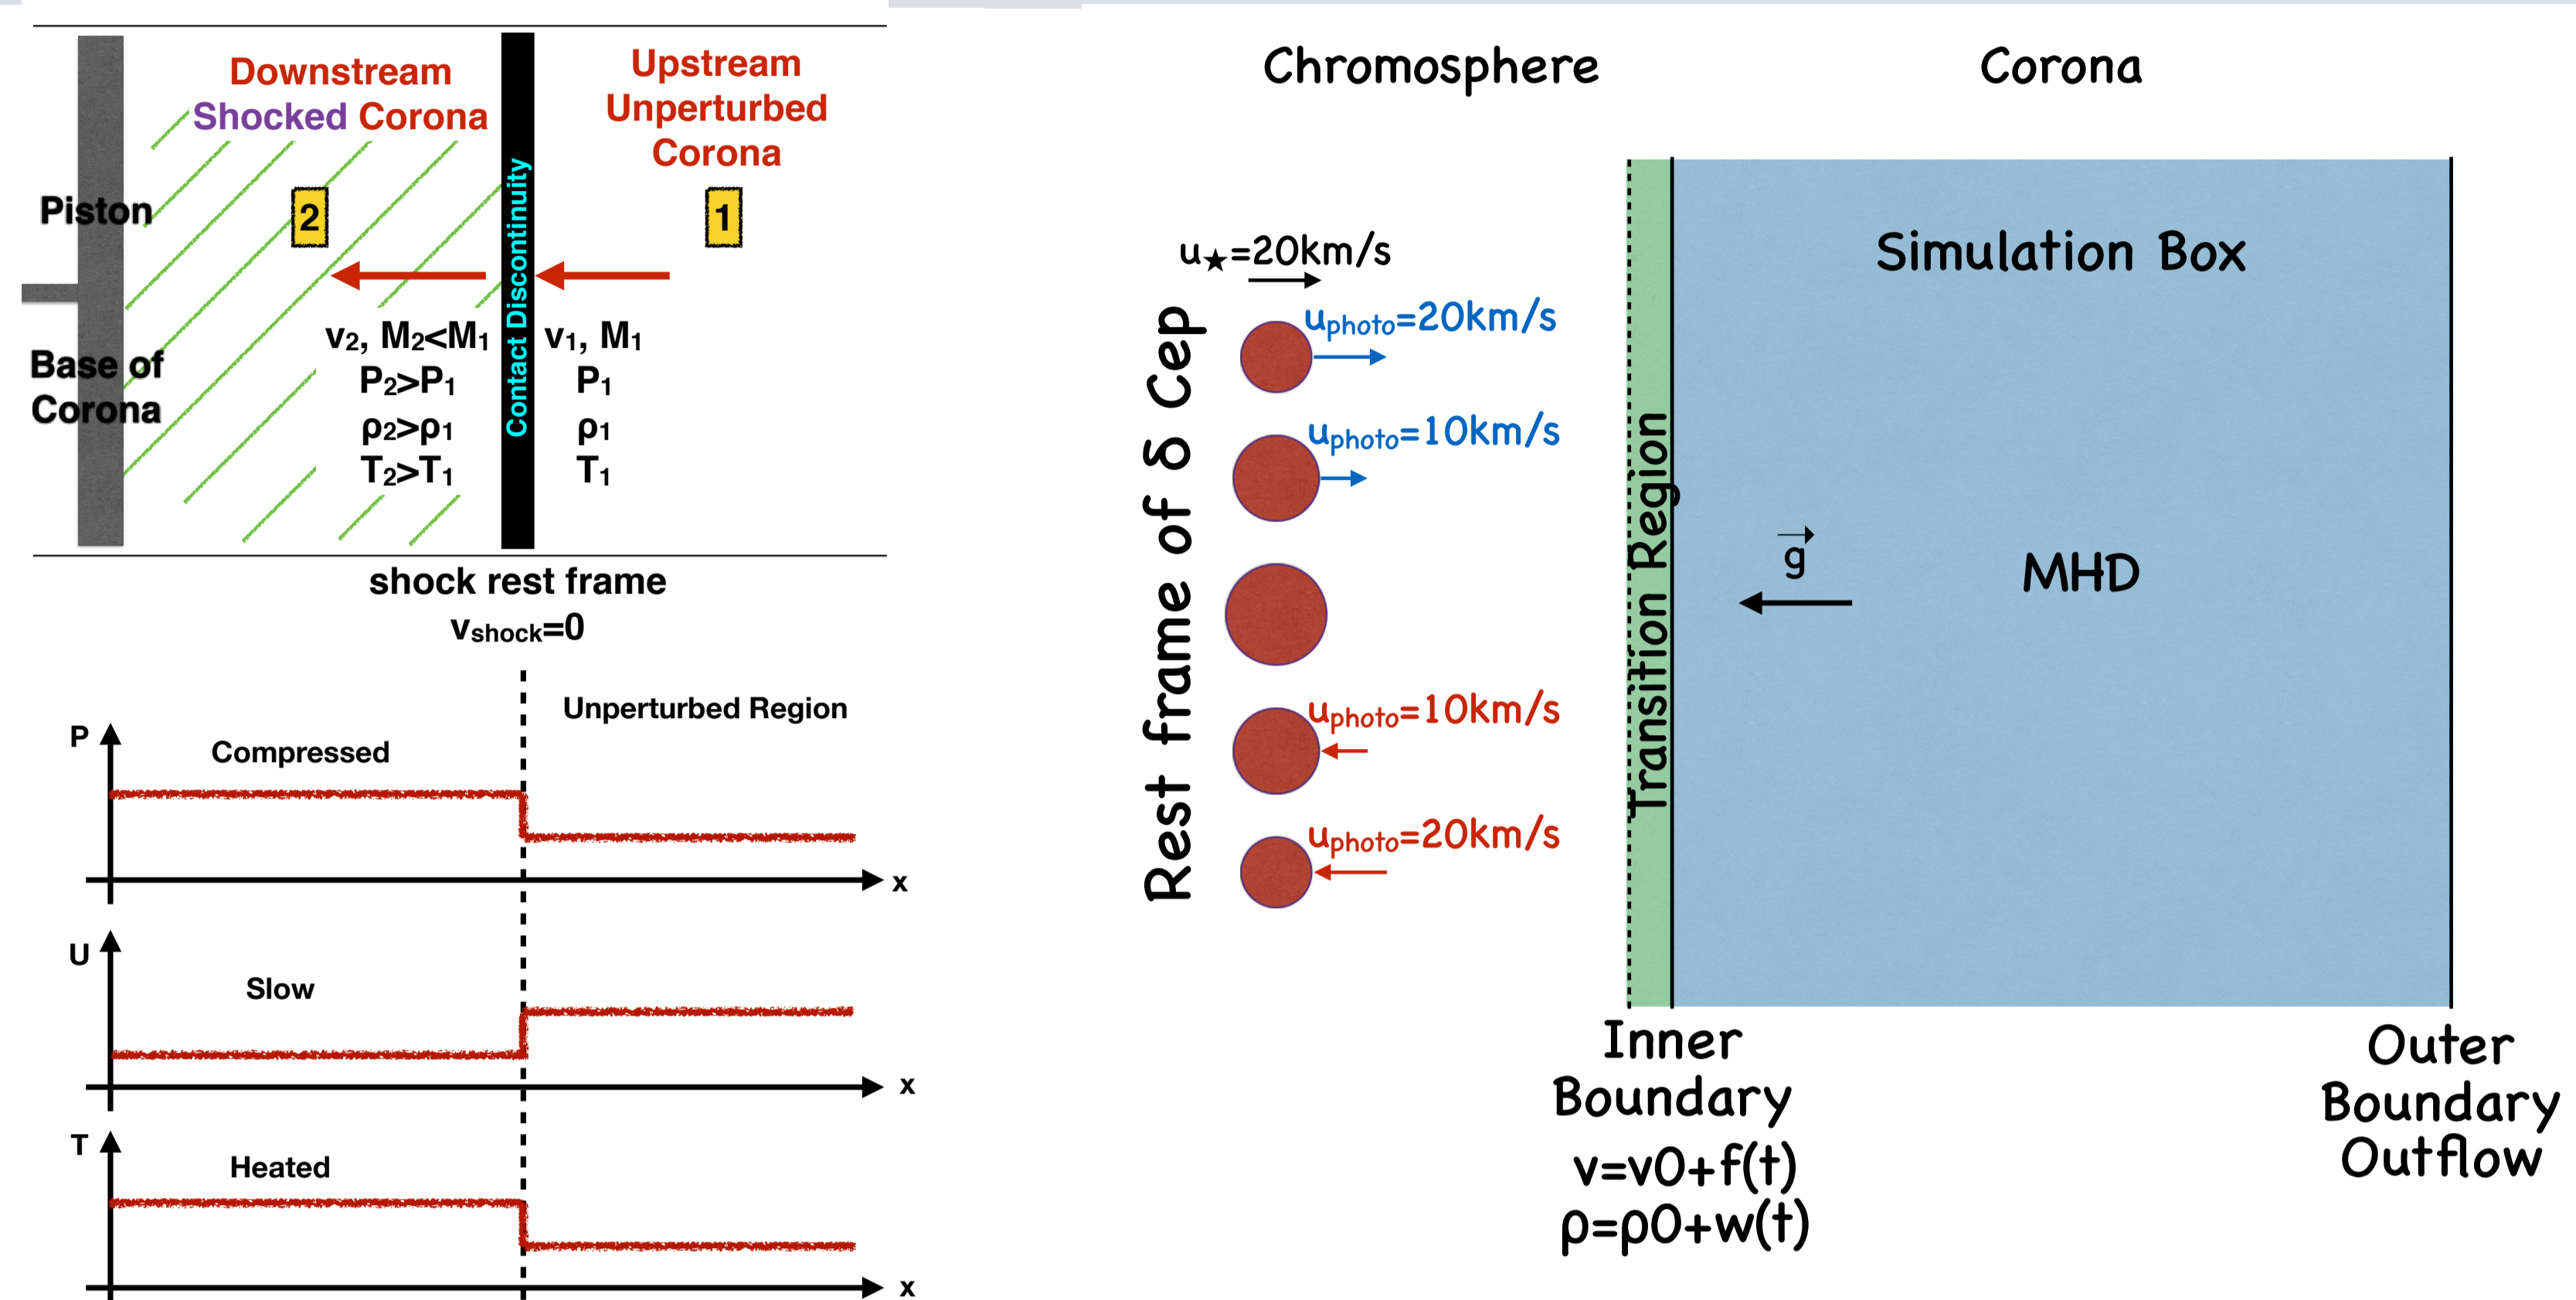 Downstream
Shocked Corona
Upstream
Unperturbed
Corona
Piston
2
1
Contact Discontinuity
Base of
Corona
v₂, M₂<M₁
P₂>P₁
ρ₂>ρ₁
T₂>T₁
v₁, M₁
P₁
ρ₁
T₁
shock rest frame
vshock=0
P
Compressed
Unperturbed Region
x
U
Slow
x
T
Heated
x
Chromosphere
Corona
Rest frame of δ Cep
u★=20km/s
uphoto=20km/s
uphoto=10km/s
uphoto=10km/s
uphoto=20km/s
Transition Region
Simulation Box
g
MHD
Inner
Boundary
v=v0+f(t)
ρ=ρ0+w(t)
Outer
Boundary
Outflow